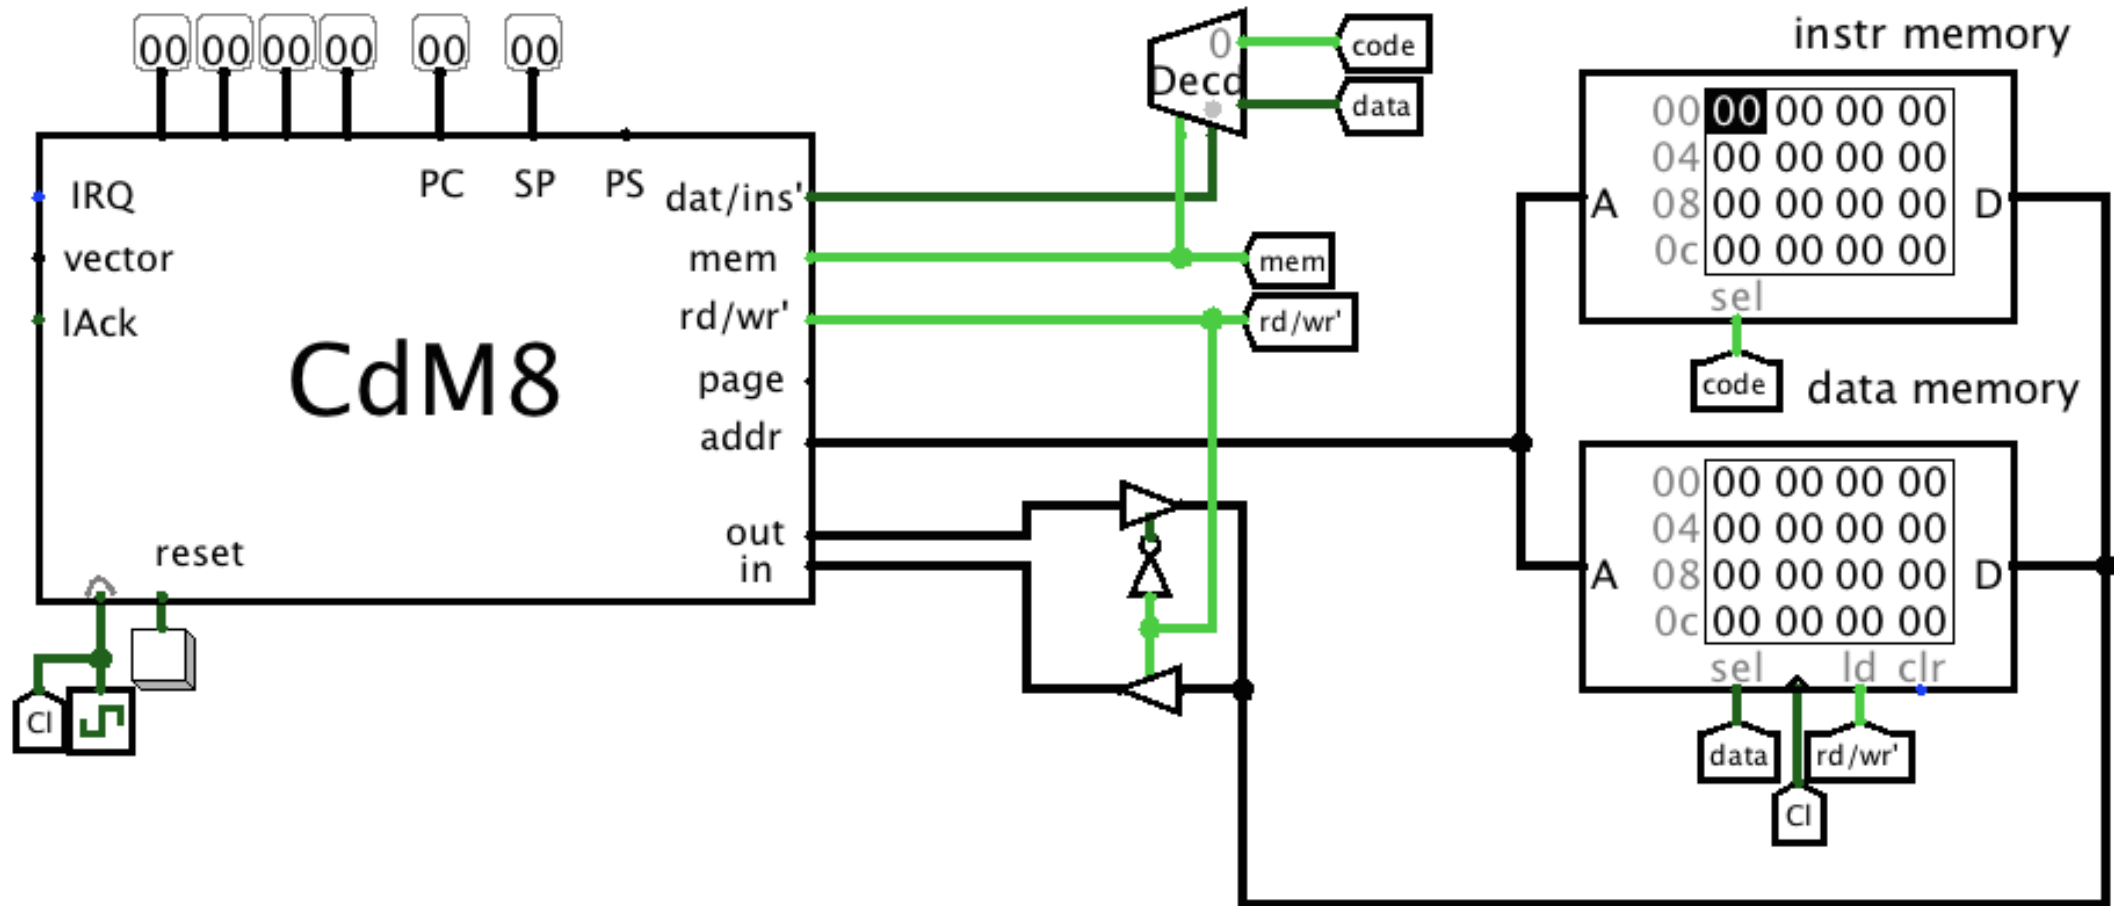 00 00 00 00 00 00
PC SP PS
IRQ
vector
IAck
CdM8
reset
dat/ins'
mem
rd/wr'
page
addr
out
in
Cl
0
Decd
code
data
mem
rd/wr'
instr memory
00 00 00 00 00
04 00 00 00 00
08 00 00 00 00
0c 00 00 00 00
A
D
sel
code
data memory
00 00 00 00 00
04 00 00 00 00
08 00 00 00 00
0c 00 00 00 00
A
D
sel ld clr
data
rd/wr'
Cl